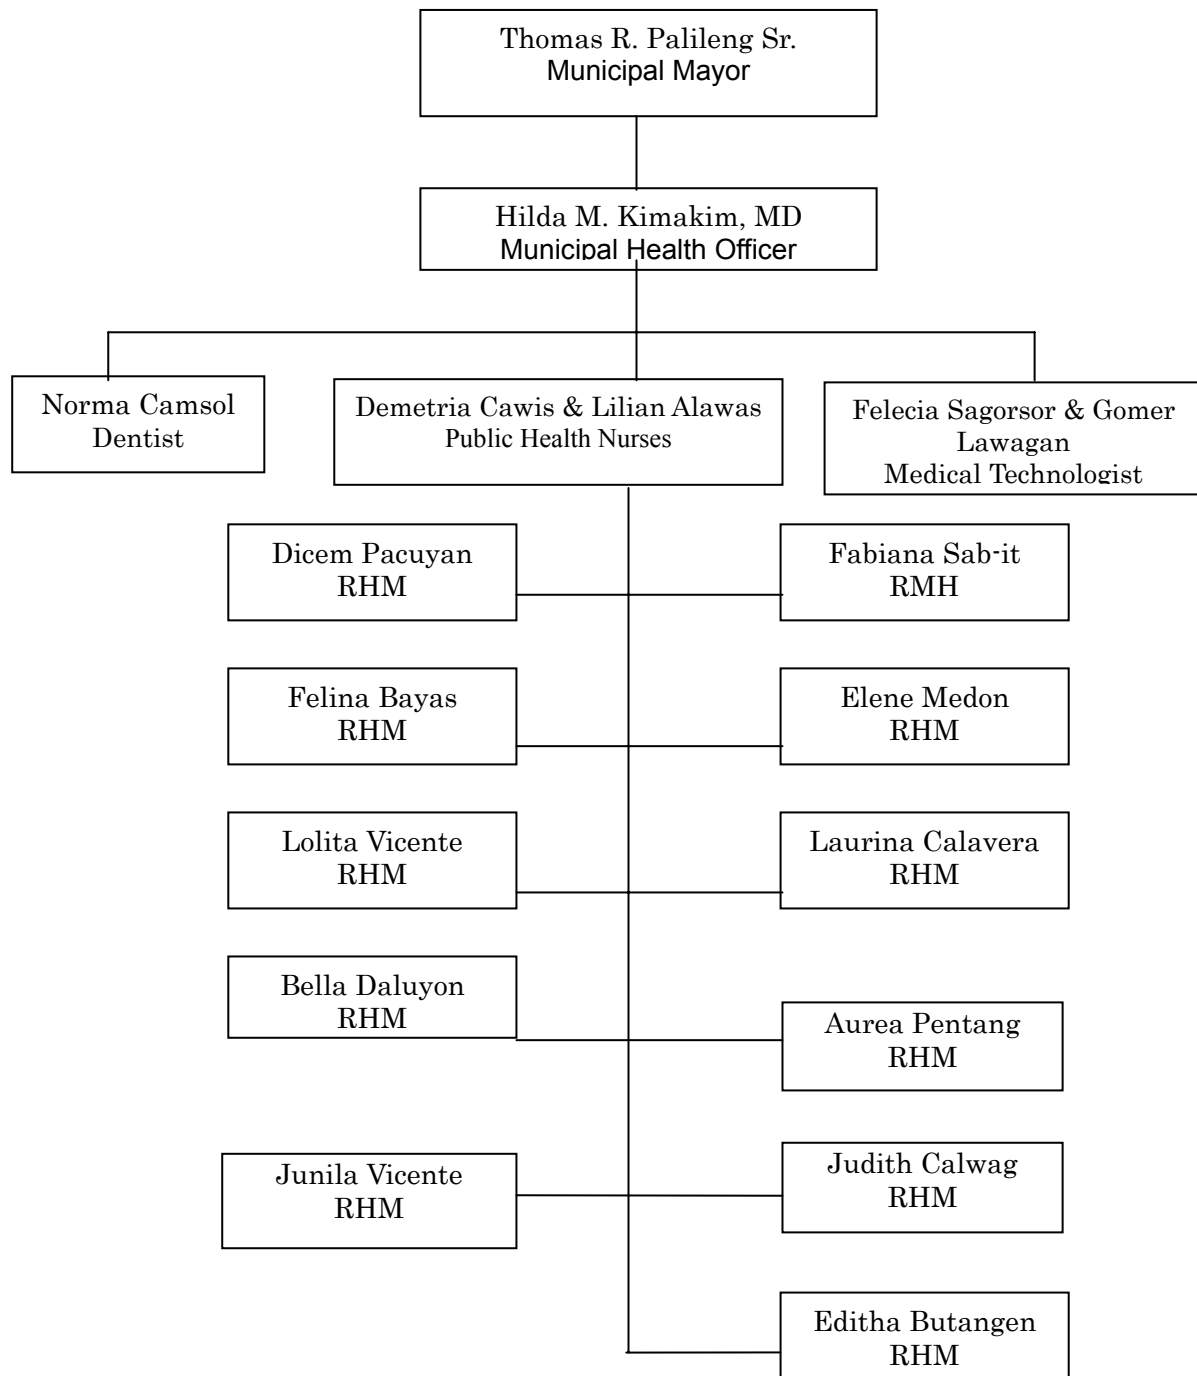 Thomas R. Palileng Sr.
Municipal Mayor
Hilda M. Kimakim, MD
Municipal Health Officer
Norma Camsol
Dentist
Demetria Cawis & Lilian Alawas
Public Health Nurses
Felecia Sagorsor & Gomer
Lawagan
Medical Technologist
Dicem Pacuyan
RHM
Fabiana Sab-it
RMH
Felina Bayas
RHM
Elene Medon
RHM
Lolita Vicente
RHM
Laurina Calavera
RHM
Bella Daluyon
RHM
Aurea Pentang
RHM
Junila Vicente
RHM
Judith Calwag
RHM
Editha Butangen
RHM